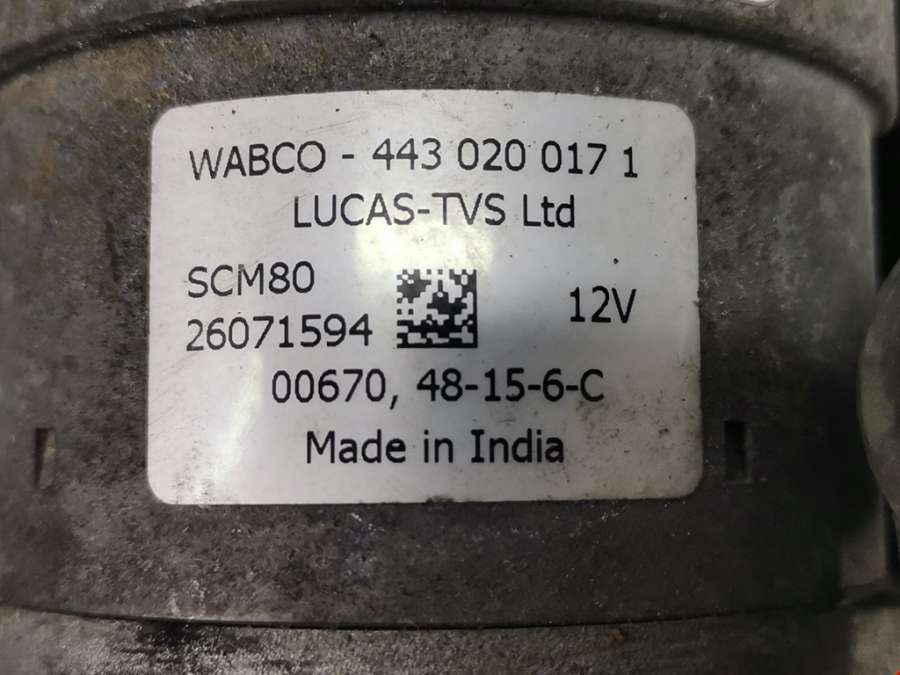 WABCO - 443 020 017 1
LUCAS-TVS Ltd
SCM80
12V
26071594
00670, 48-15-6-C
Made in India